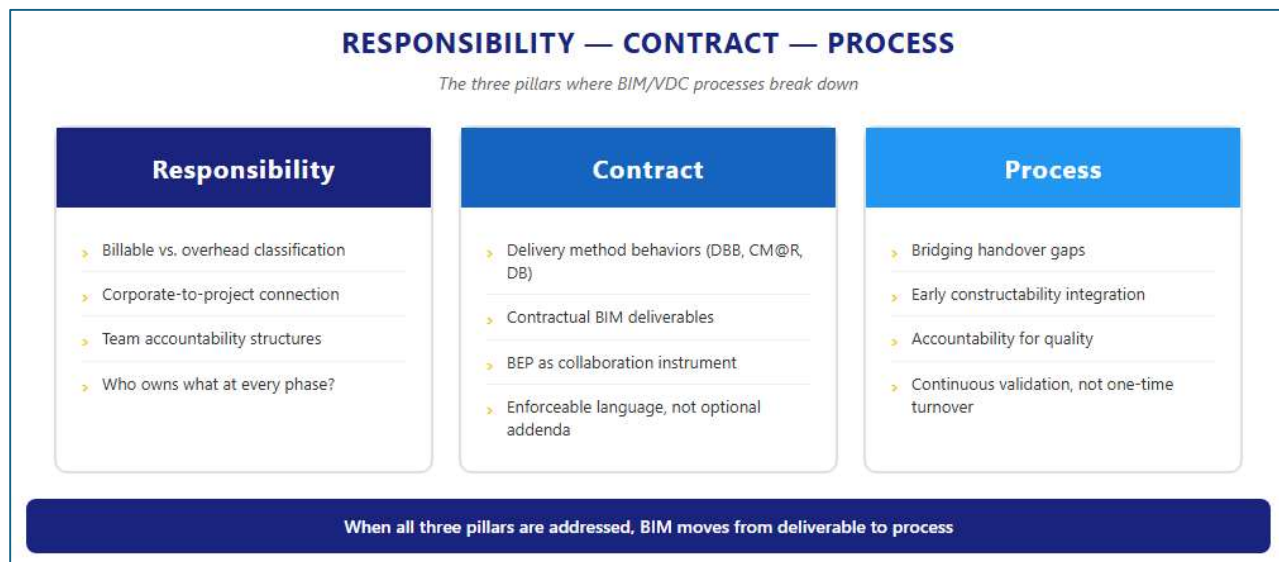 RESPONSIBILITY — CONTRACT — PROCESS
The three pillars where BIM/VDC processes break down
Responsibility
› Billable vs. overhead classification
› Corporate-to-project connection
› Team accountability structures
› Who owns what at every phase?
Contract
› Delivery method behaviors (DBB, CM@R,
DB)
› Contractual BIM deliverables
› BEP as collaboration instrument
› Enforceable language, not optional
addenda
Process
› Bridging handover gaps
› Early constructability integration
› Accountability for quality
› Continuous validation, not one-time
turnover
When all three pillars are addressed, BIM moves from deliverable to process